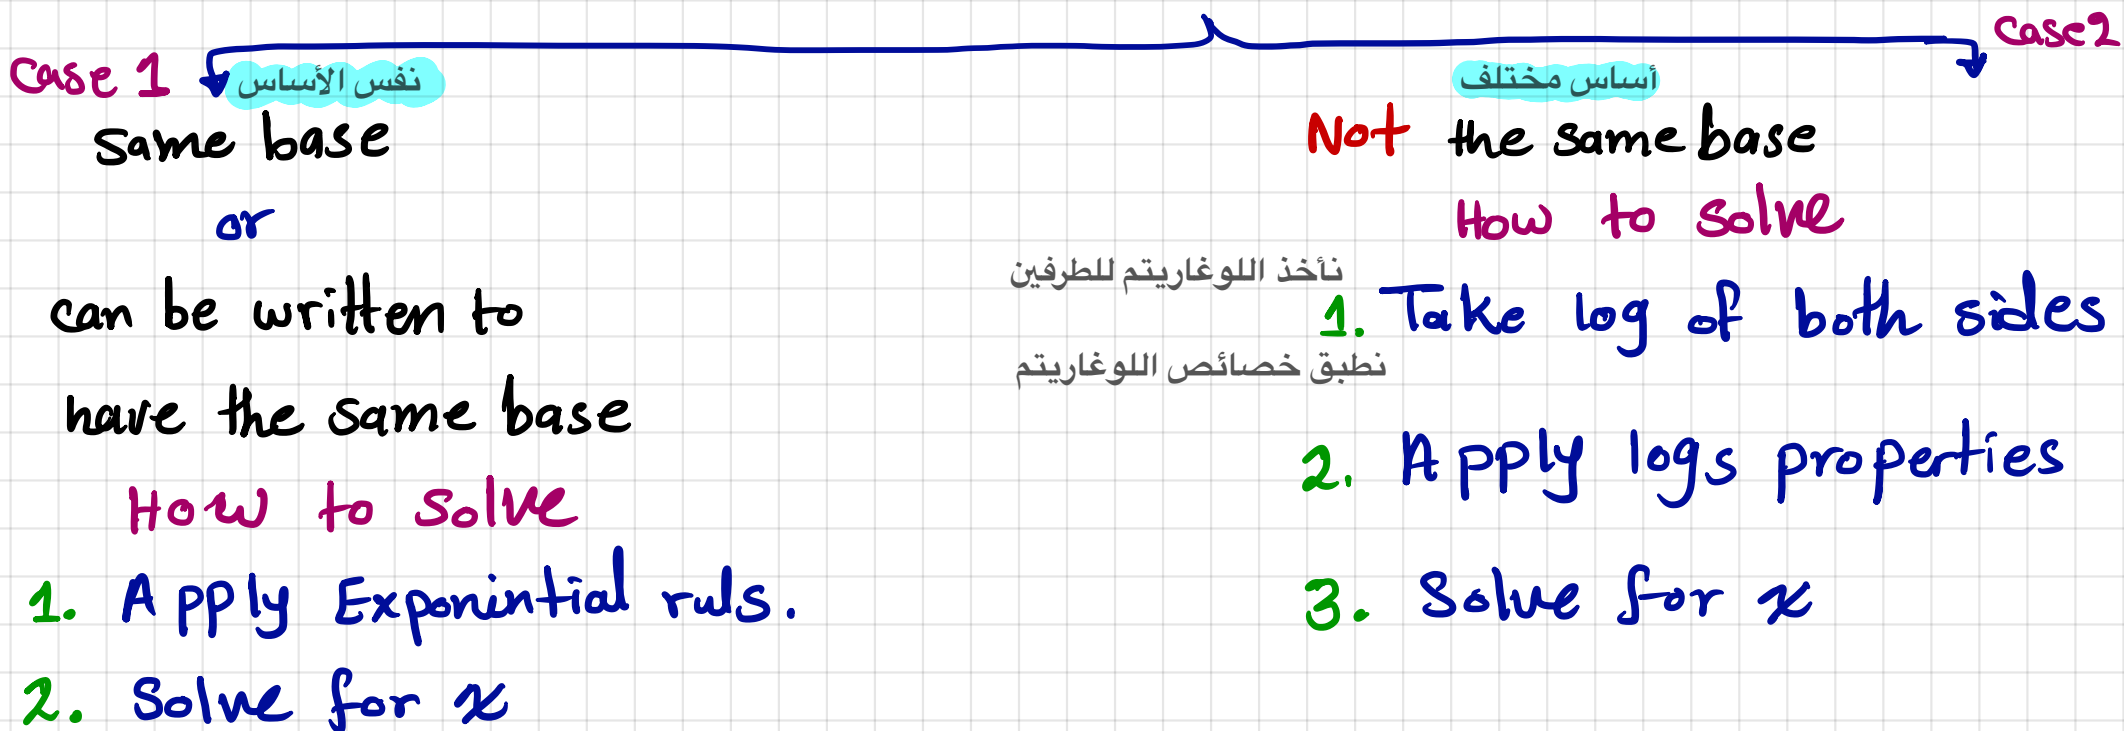 Case 1
نفس الأساس
same base
or
can be written to
have the same base
How to solve
1. Apply Exponintial ruls.
2. Solve for x
Case2
أساس مختلف
Not the same base
How to solve
نأخذ اللوغاريتم للطرفين
1. Take log of both sides
نطبق خصائص اللوغاريتم
2. Apply logs properties
3. Solve for x